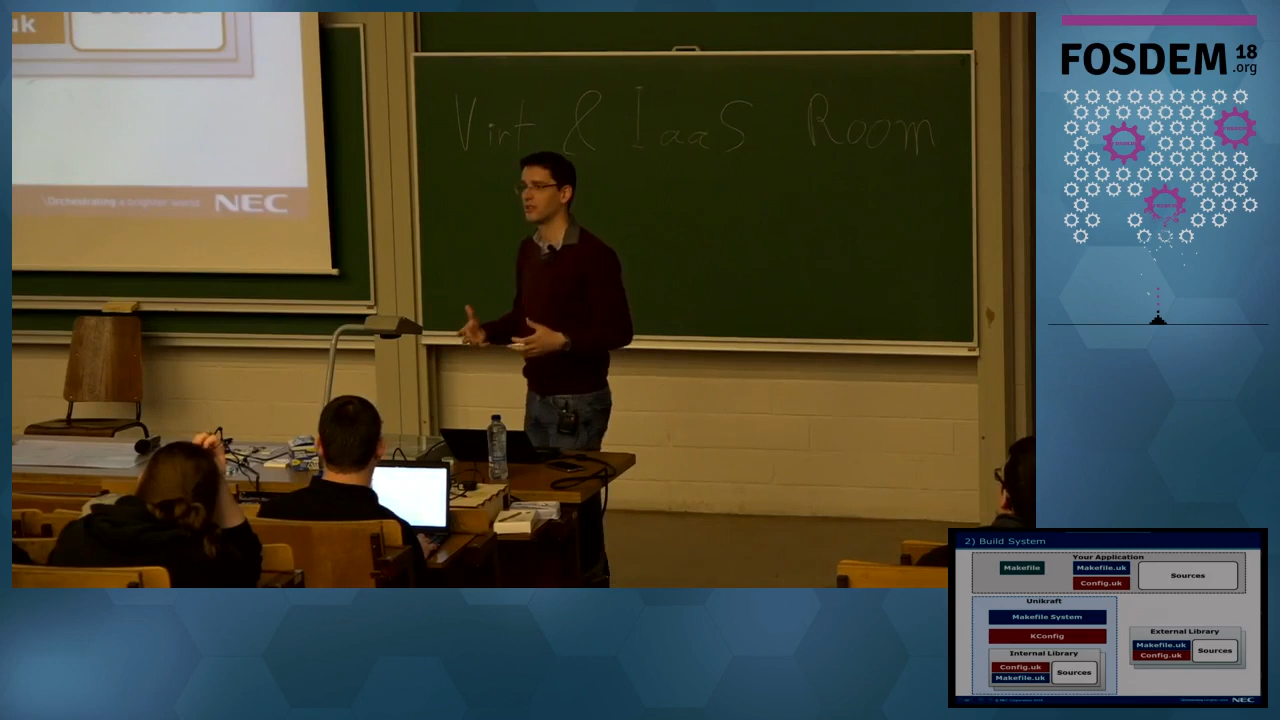 uk
\Orchestrating a brighter world
NEC
Virt & IaaS Room
FOSDEM 18
.org
2) Build System
Your Application
Makefile
Makefile.uk
Config.uk
Sources
Unikraft
Makefile System
KConfig
Internal Library
Config.uk
Makefile.uk
Sources
External Library
Makefile.uk
Config.uk
Sources
NEC